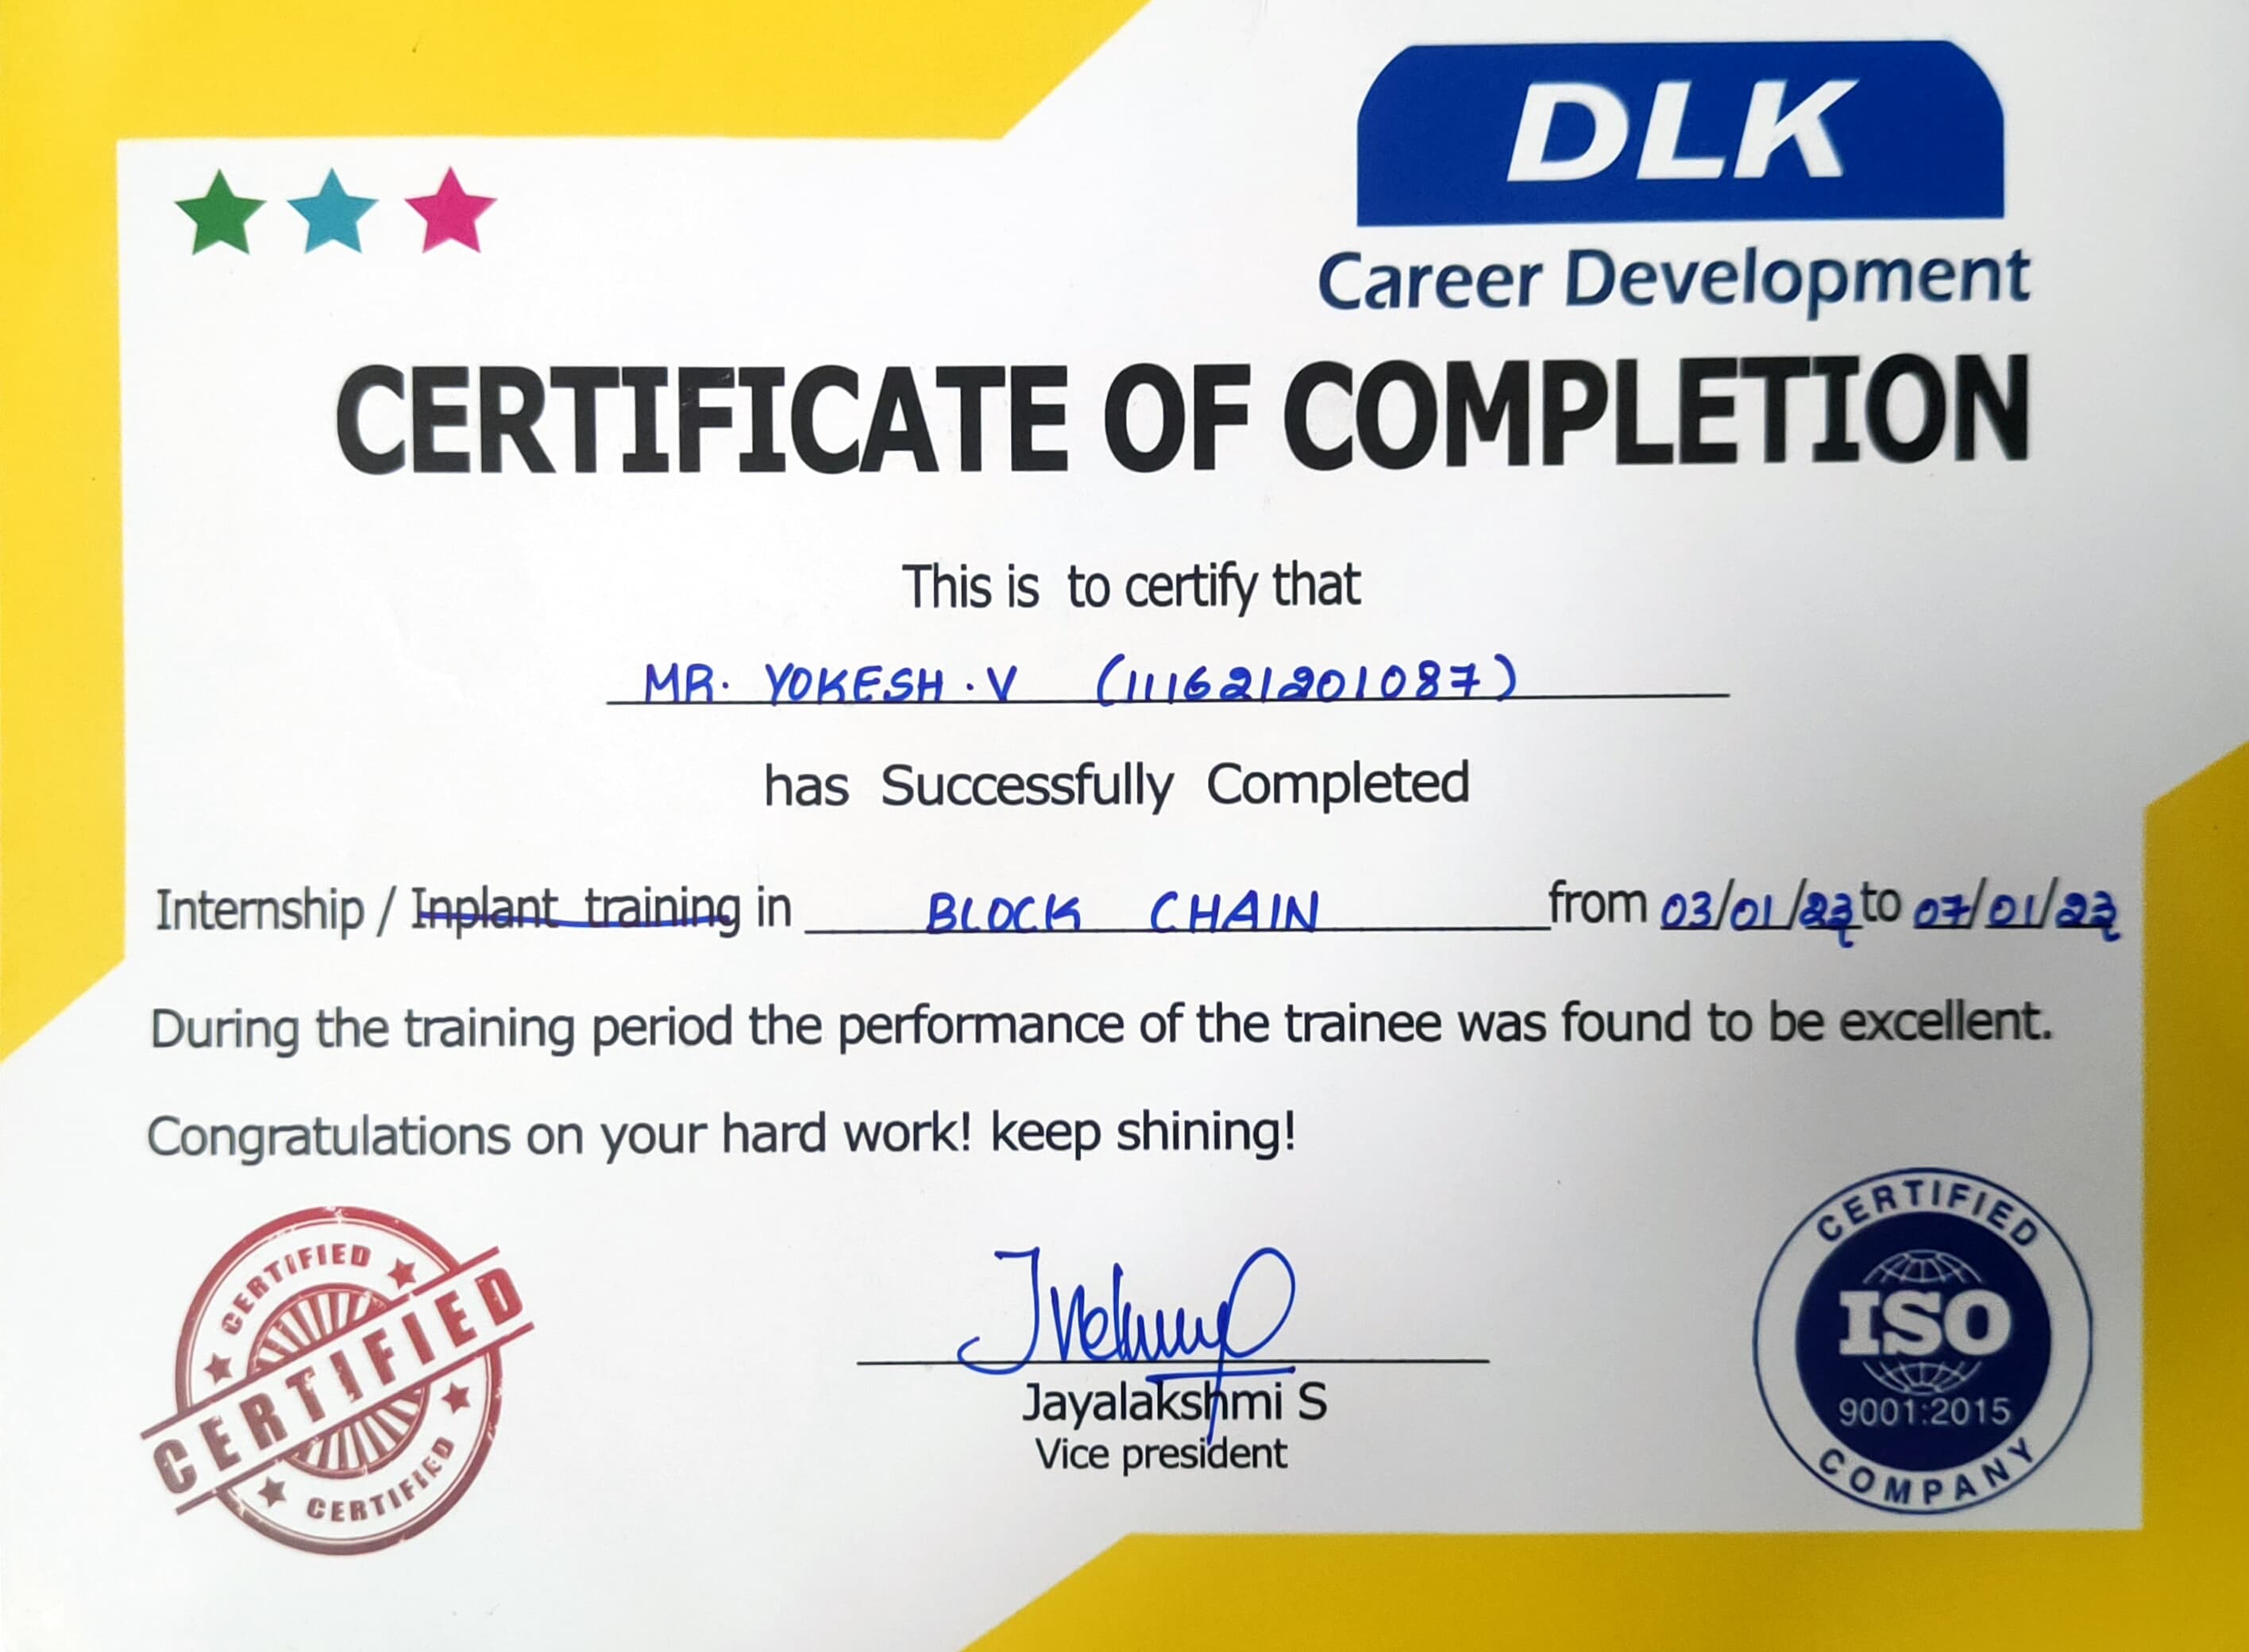 DLK
Career Development
CERTIFICATE OF COMPLETION
This is to certify that
MR. YOKESH . V (111621201087)
has Successfully Completed
Internship / Inplant training in BLOCK CHAIN from 03/01/23 to 07/01/23
During the training period the performance of the trainee was found to be excellent.
Congratulations on your hard work! keep shining!
CERTIFIED
CERTIFIED
CERTIFIED
Jayalakshmi S
Vice president
CERTIFIED
ISO
9001:2015
COMPANY